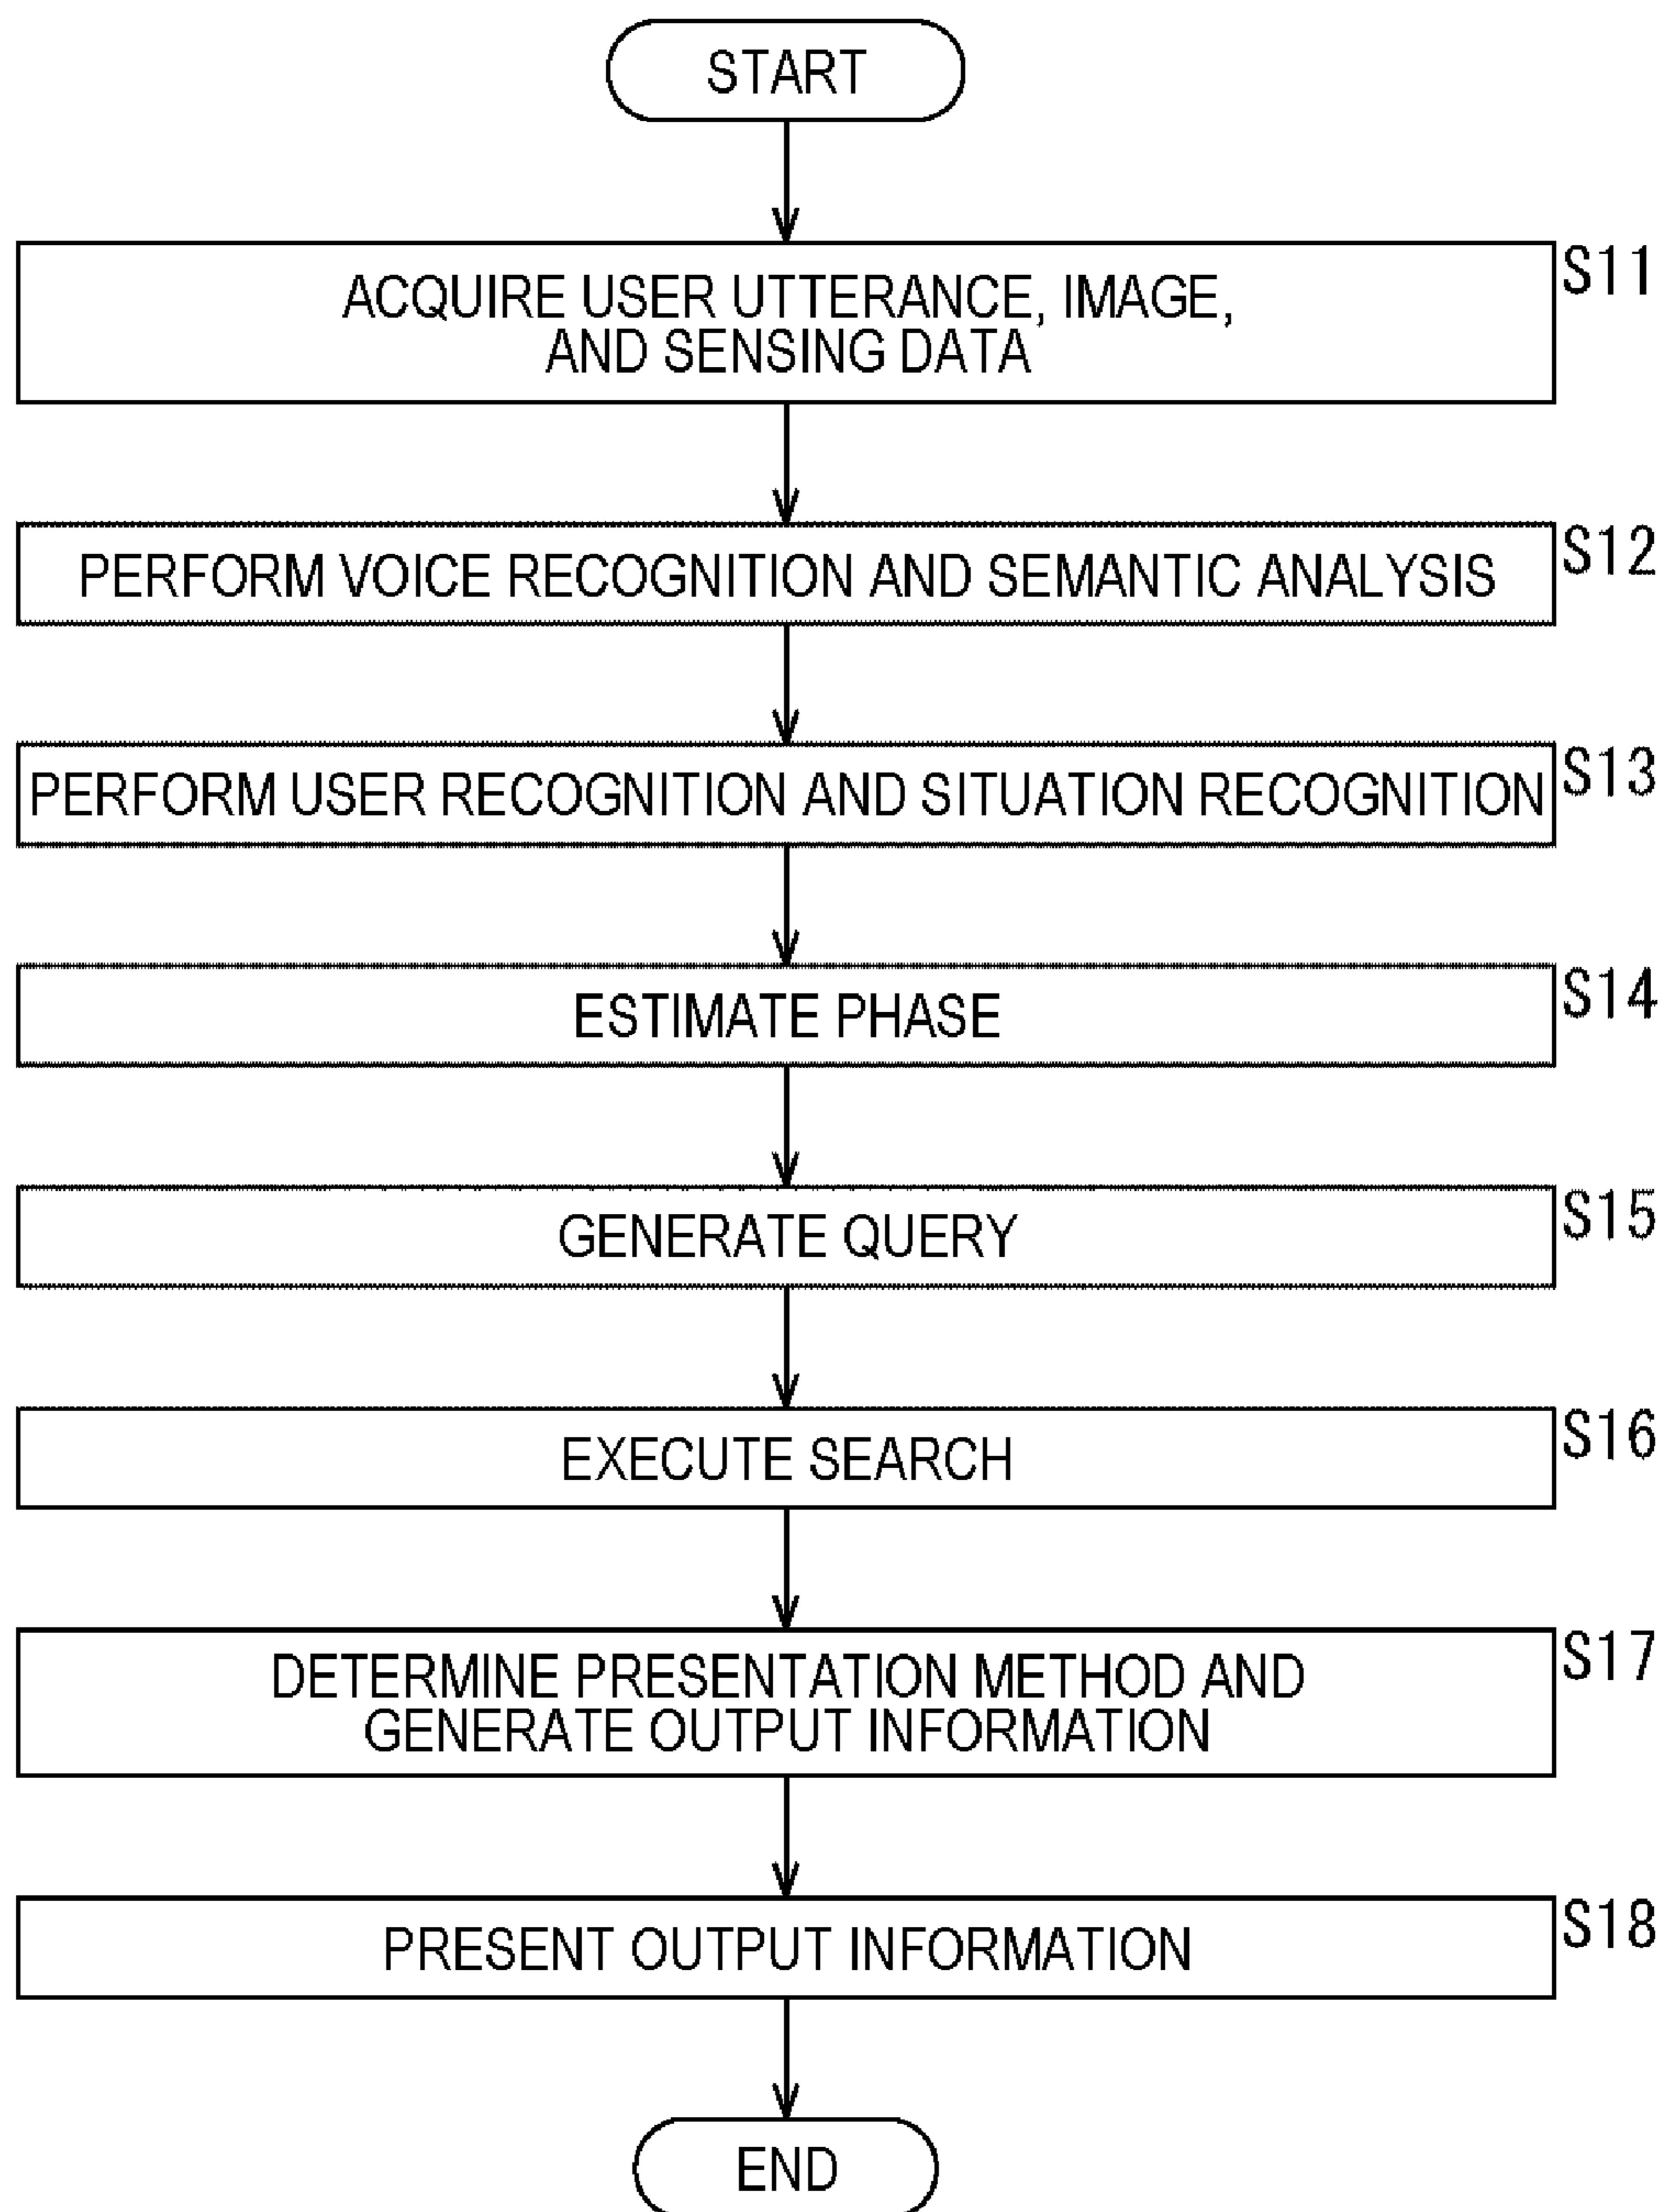 START
S11
ACQUIRE USER UTTERANCE, IMAGE,
AND SENSING DATA
S12
PERFORM VOICE RECOGNITION AND SEMANTIC ANALYSIS
S13
PERFORM USER RECOGNITION AND SITUATION RECOGNITION
S14
ESTIMATE PHASE
S15
GENERATE QUERY
S16
EXECUTE SEARCH
S17
DETERMINE PRESENTATION METHOD AND
GENERATE OUTPUT INFORMATION
S18
PRESENT OUTPUT INFORMATION
END